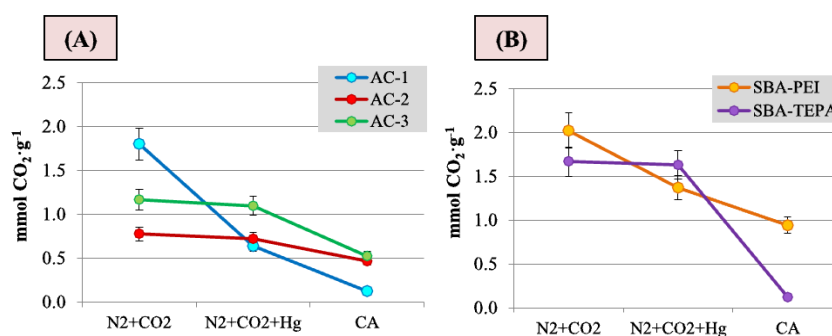 (A)
AC-1
AC-2
AC-3
mmol CO2·g-1
2.5
2.0
1.5
1.0
0.5
0.0
N2+CO2 N2+CO2+Hg CA
(B)
SBA-PEI
SBA-TEPA
mmol CO2·g-1
2.5
2.0
1.5
1.0
0.5
0.0
N2+CO2 N2+CO2+Hg CA